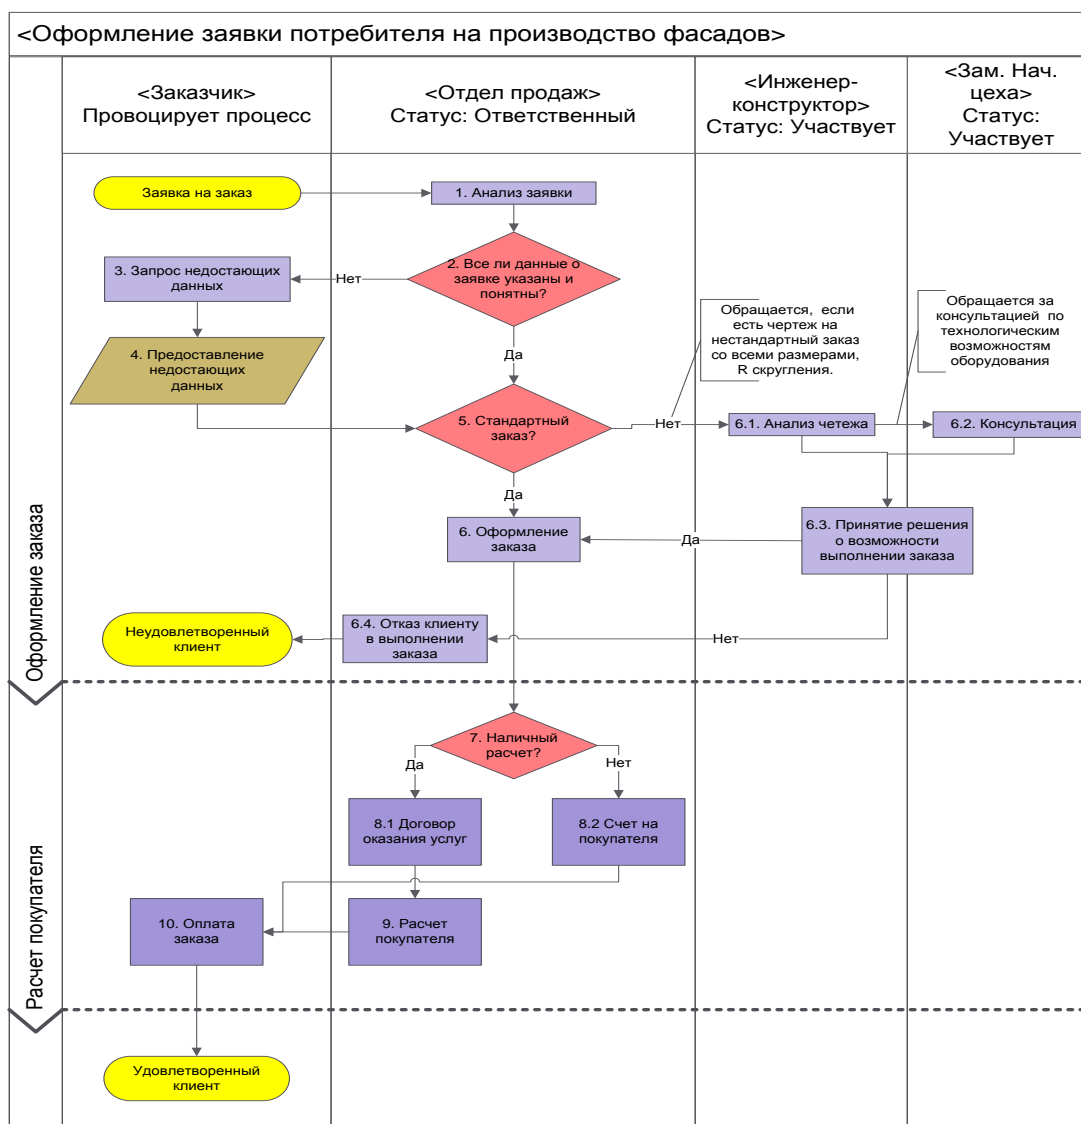 <Оформление заявки потребителя на производство фасадов>
<Заказчик>
Провоцирует процесс
<Отдел продаж>
Статус: Ответственный
<Инженер-
конструктор>
Статус: Участвует
<Зам. Нач.
цеха>
Статус:
Участвует
Заявка на заказ
1. Анализ заявки
2. Все ли данные о
заявке указаны и
понятны?
Нет
3. Запрос недостающих
данных
4. Предоставление
недостающих
данных
Да
Обращается, если
есть чертеж на
нестандартный заказ
со всеми размерами,
R скругления.
Обращается за
консультацией по
технологическим
возможностям
оборудования
5. Стандартный
заказ?
Нет
6.1. Анализ четежа
6.2. Консультация
Да
6. Оформление
заказа
Да
6.3. Принятие решения
о возможности
выполнении заказа
Оформление заказа
Неудовлетворенный
клиент
6.4. Отказ клиенту
в выполнении
заказа
Нет
7. Наличный
расчет?
Да
Нет
8.1 Договор
оказания услуг
8.2 Счет на
покупателя
Расчет покупателя
10. Оплата
заказа
9. Расчет
покупателя
Удовлетворенный
клиент